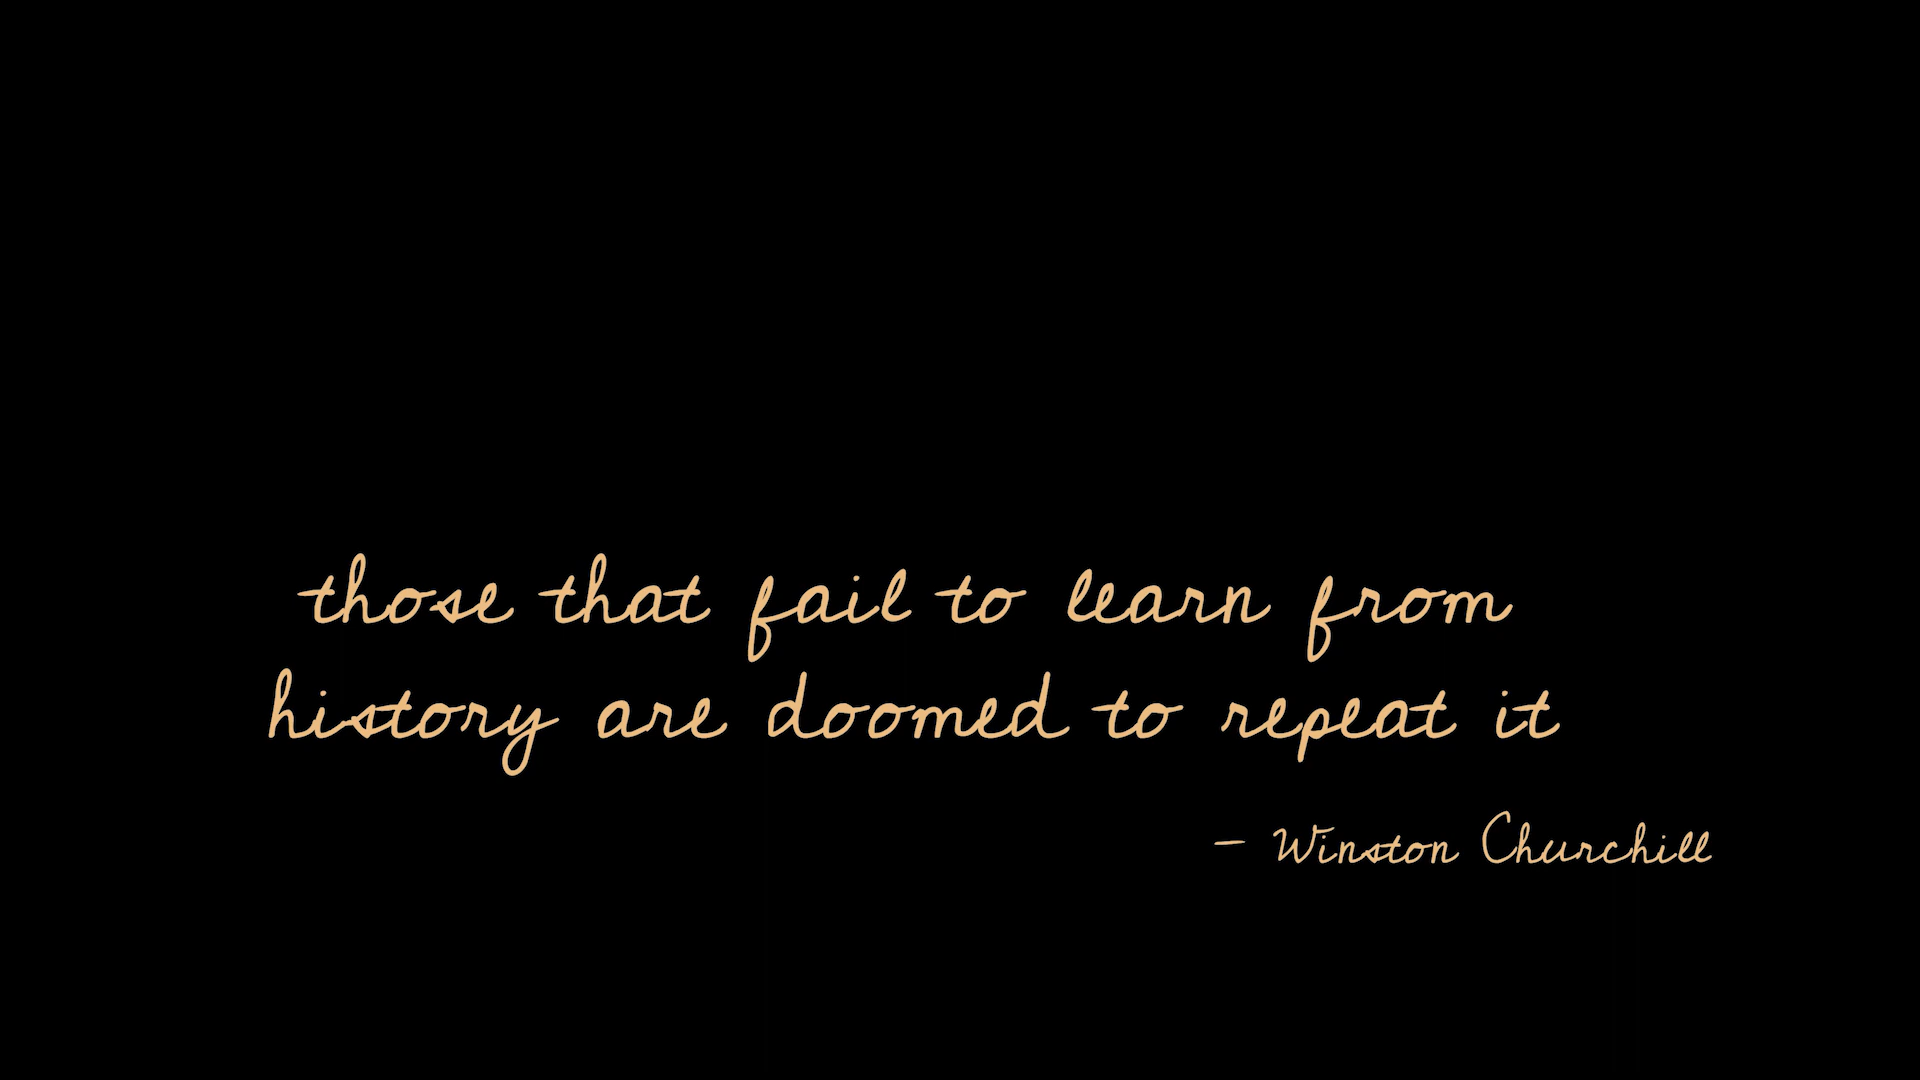 those that fail to learn from
history are doomed to repeat it
- Winston Churchill